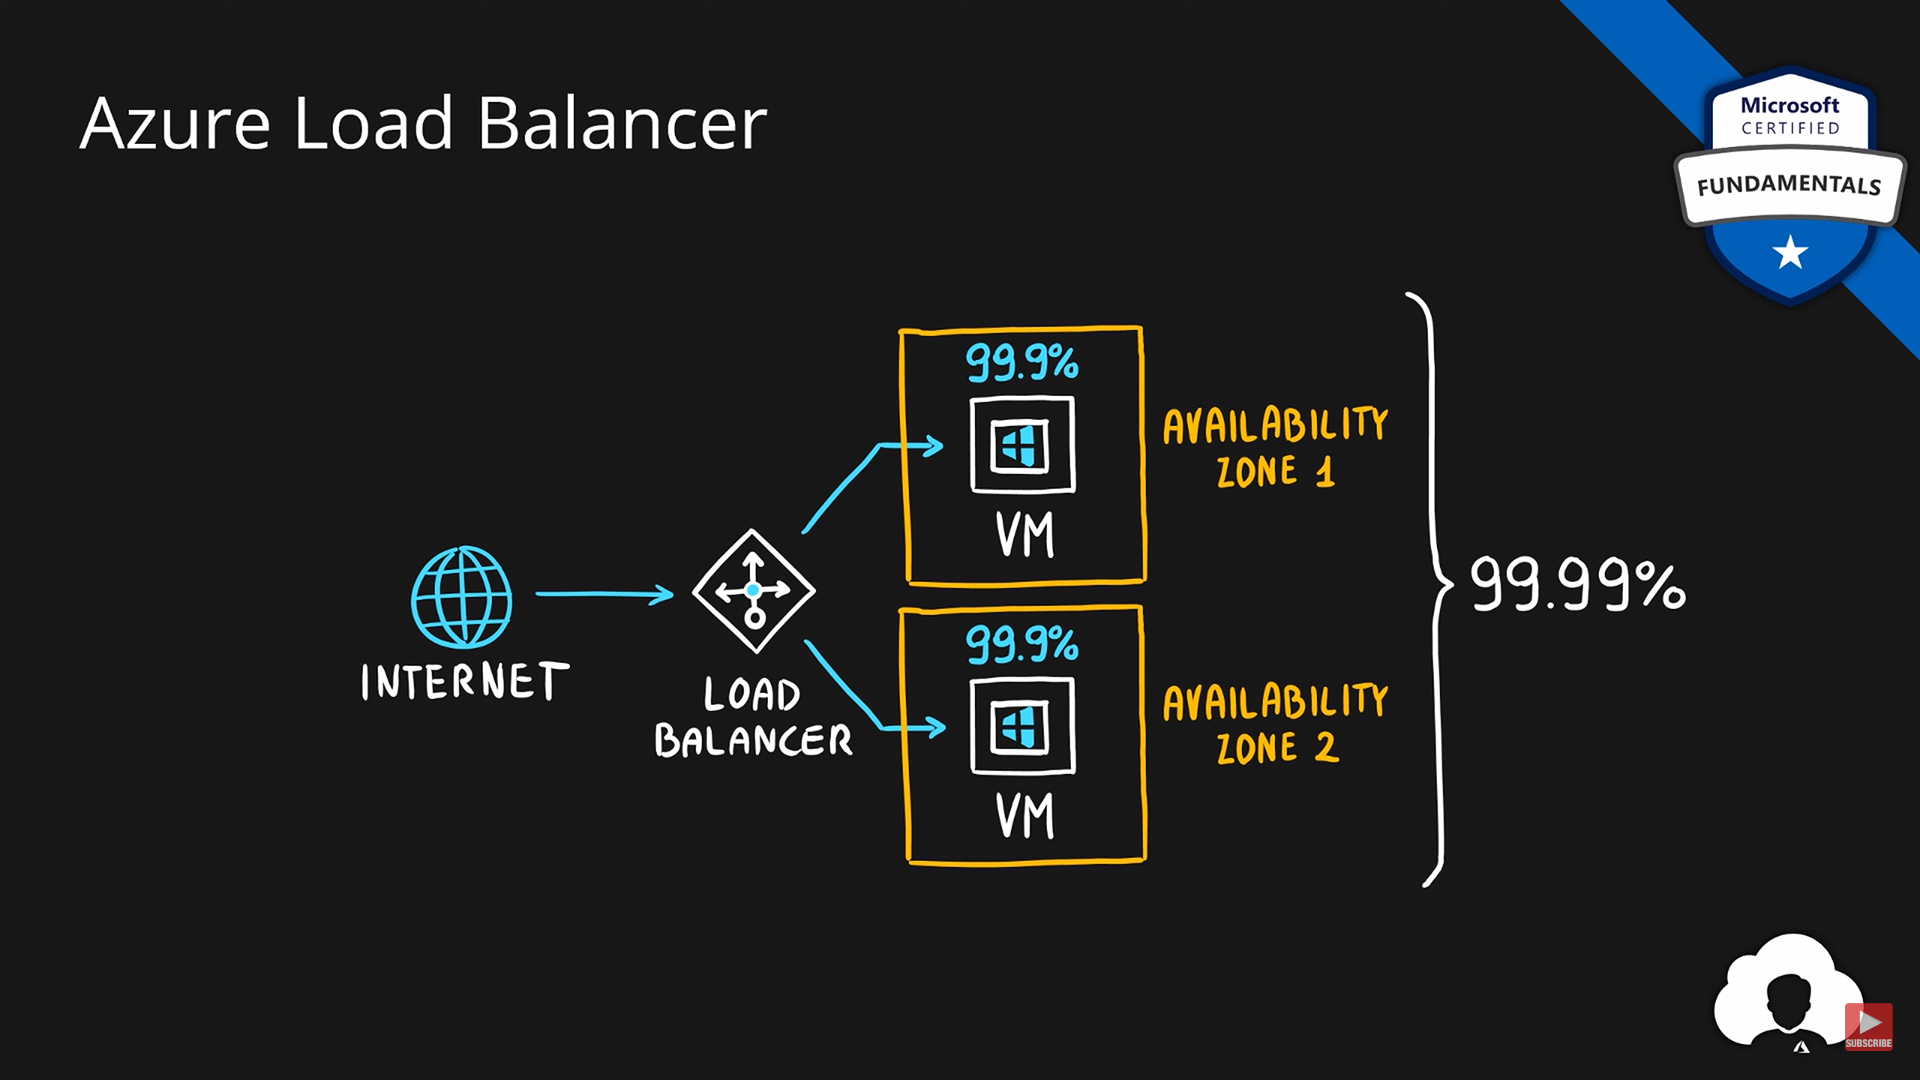 Azure Load Balancer
Microsoft
CERTIFIED
FUNDAMENTALS
99.9%
VM
AVAILABILITY
ZONE 1
INTERNET
LOAD
BALANCER
99.9%
VM
AVAILABILITY
ZONE 2
99.99%
SUBSCRIBE